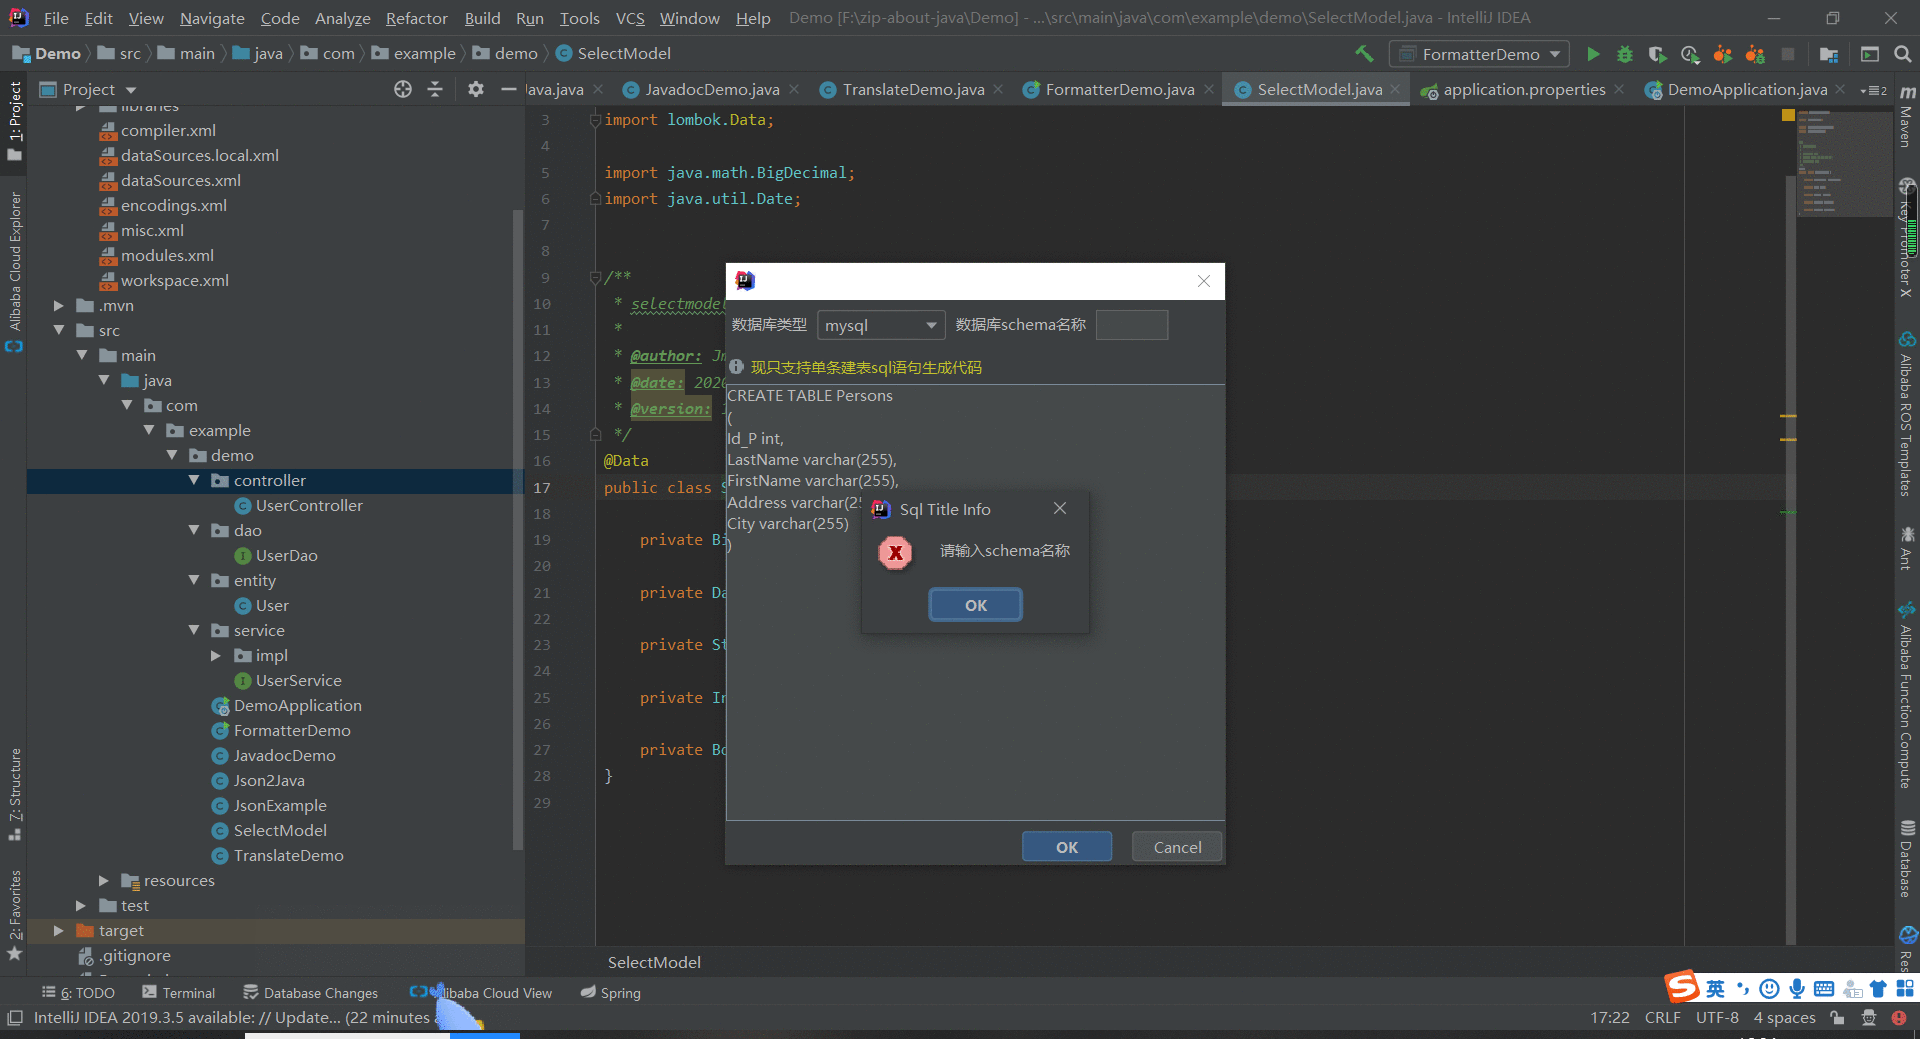 File Edit View Navigate Code Analyze Refactor Build Run Tools VCS Window Help Demo [F:\zip-about-java\Demo] - ...\src\main\java\com\example\demo\SelectModel.java - IntelliJ IDEA
Demo src main java com example demo SelectModel
FormatterDemo
Project
Java.java JavadocDemo.java TranslateDemo.java FormatterDemo.java SelectModel.java application.properties DemoApplication.java 2
1: Project
Alibaba Cloud Explorer
7: Structure
2: Favorites
libraries
compiler.xml
dataSources.local.xml
dataSources.xml
encodings.xml
misc.xml
modules.xml
workspace.xml
.mvn
src
main
java
com
example
demo
controller
UserController
dao
UserDao
entity
User
service
impl
UserService
DemoApplication
FormatterDemo
JavadocDemo
Json2Java
JsonExample
SelectModel
TranslateDemo
resources
test
target
.gitignore
3 import lombok.Data;
4
5 import java.math.BigDecimal;
6 import java.util.Date;
7
8
9 /**
10 * selectmodel
11 *
12 * @author: Jm
13 * @date: 2020
14 * @version:
15 */
16 @Data
17 public class S
18
19 private Bi
20
21 private Da
22
23 private St
24
25 private In
26
27 private Bo
28 }
29
数据库类型 mysql 数据库schema名称
现只支持单条建表sql语句生成代码
CREATE TABLE Persons
(
Id_P int,
LastName varchar(255),
FirstName varchar(255),
Address varchar(25
City varchar(255)
)
OK Cancel
Sql Title Info
请输入schema名称
OK
Maven
Key Promoter X
Alibaba ROS Templates
Ant
Alibaba Function Compute
Database
Res
SelectModel
6: TODO Terminal Database Changes libaba Cloud View Spring
英
IntelliJ IDEA 2019.3.5 available: // Update... (22 minutes
17:22 CRLF UTF-8 4 spaces